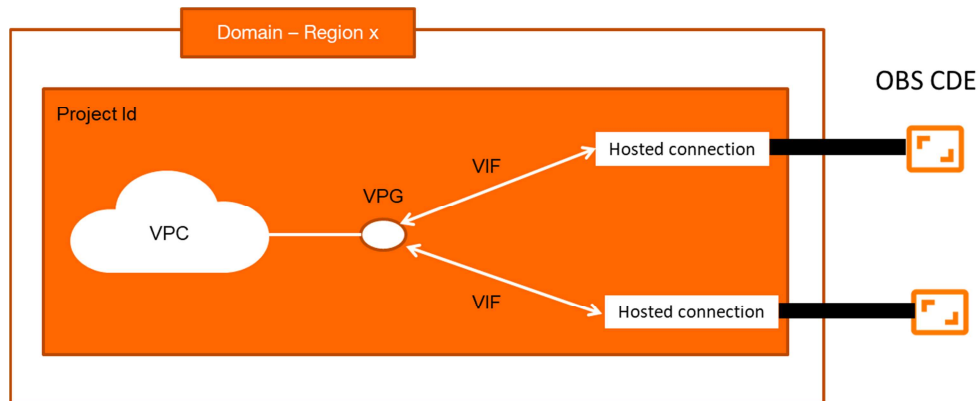 Domain – Region x
OBS CDE
Project Id
Hosted connection
VIF
VPG
VPC
VIF
Hosted connection